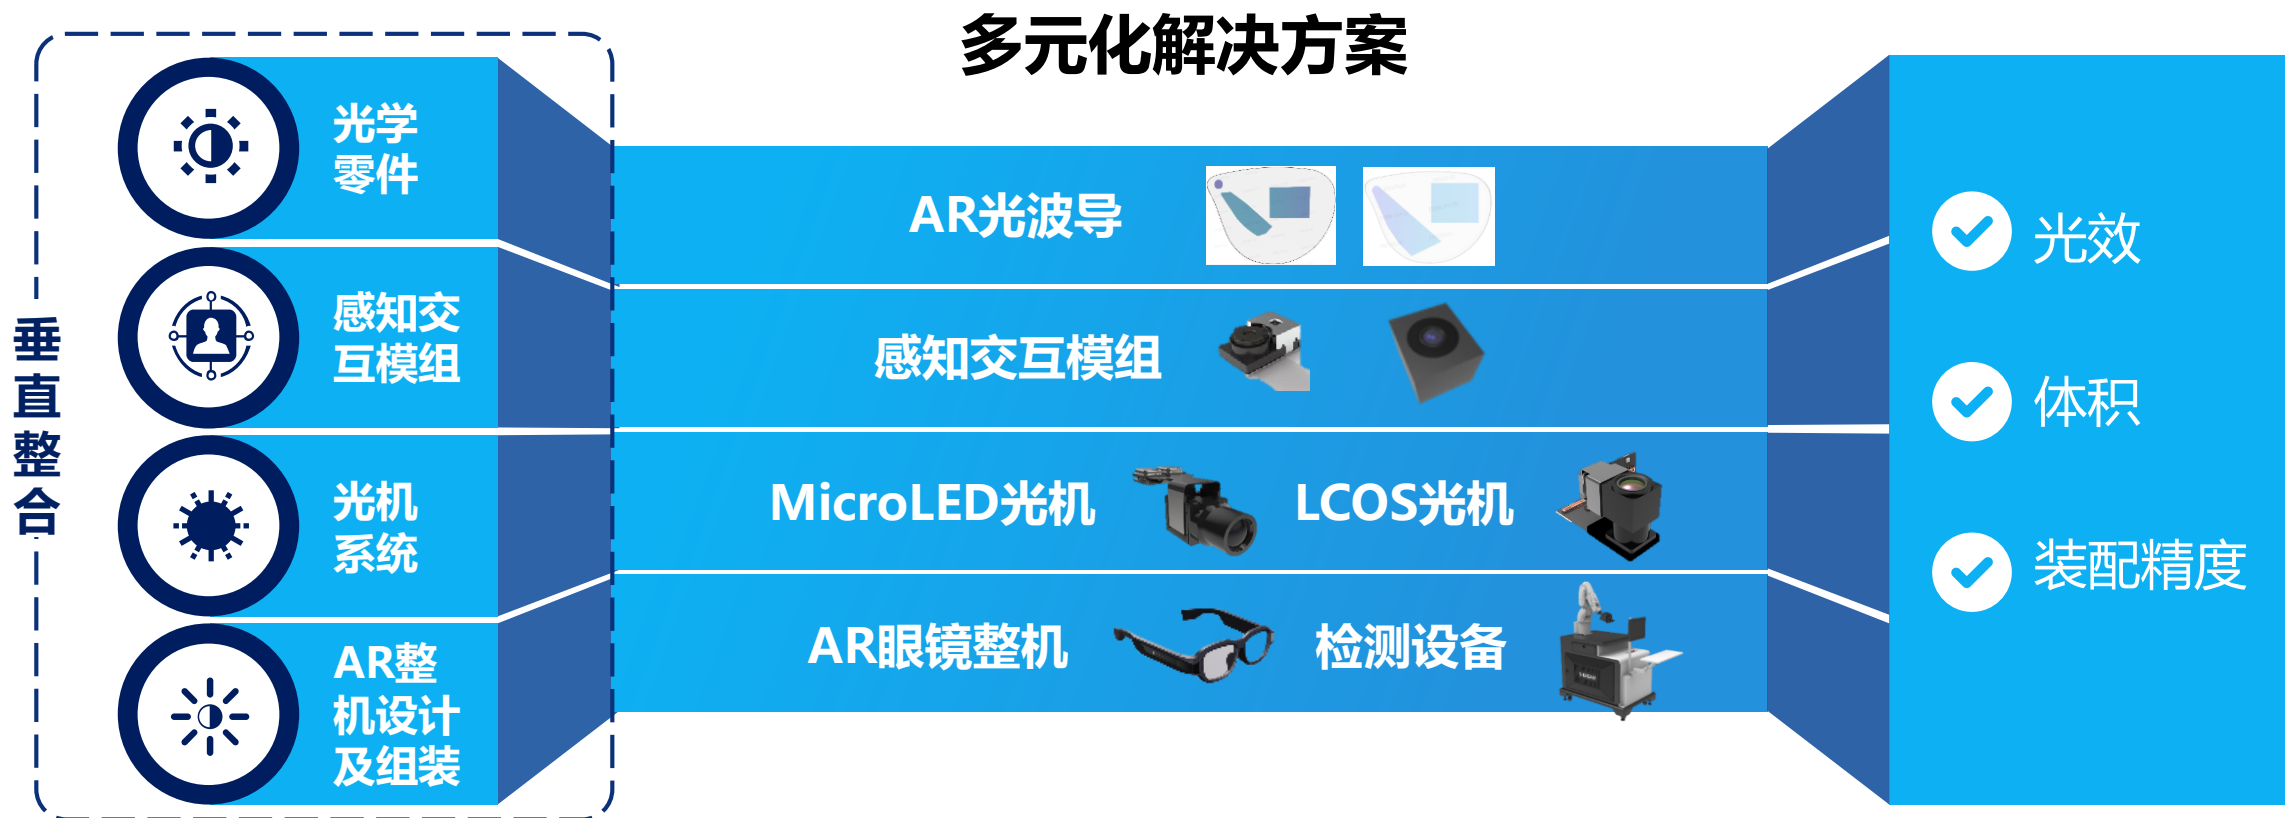 多元化解决方案
垂直整合
光学
零件
感知交
互模组
光机
系统
AR整
机设计
及组装
AR光波导
感知交互模组
MicroLED光机
LCOS光机
AR眼镜整机
检测设备
光效
体积
装配精度